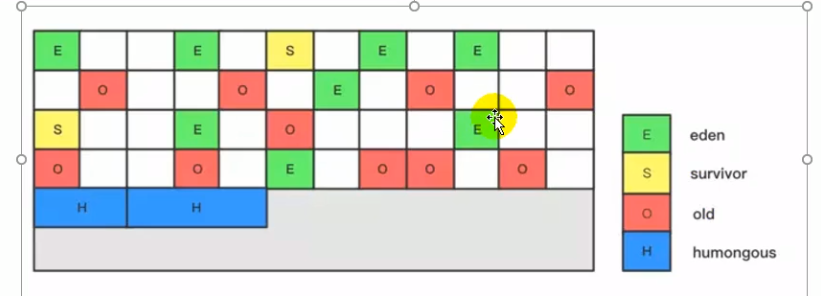 E E S E E
O O E O O
S E O E
O O E O O O
H H
E eden
S survivor
O old
H humongous